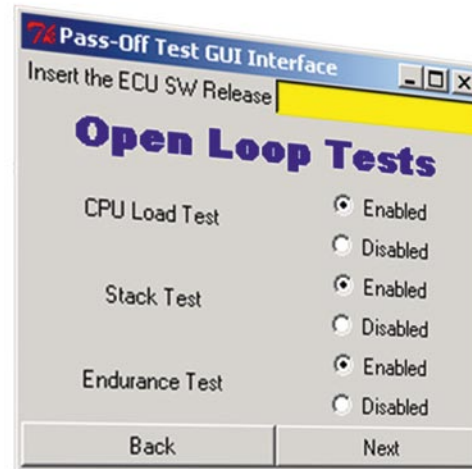 7k Pass-Off Test GUI Interface
Insert the ECU SW Release
Open Loop Tests
CPU Load Test
Enabled
Disabled
Stack Test
Enabled
Disabled
Endurance Test
Enabled
Disabled
Back Next